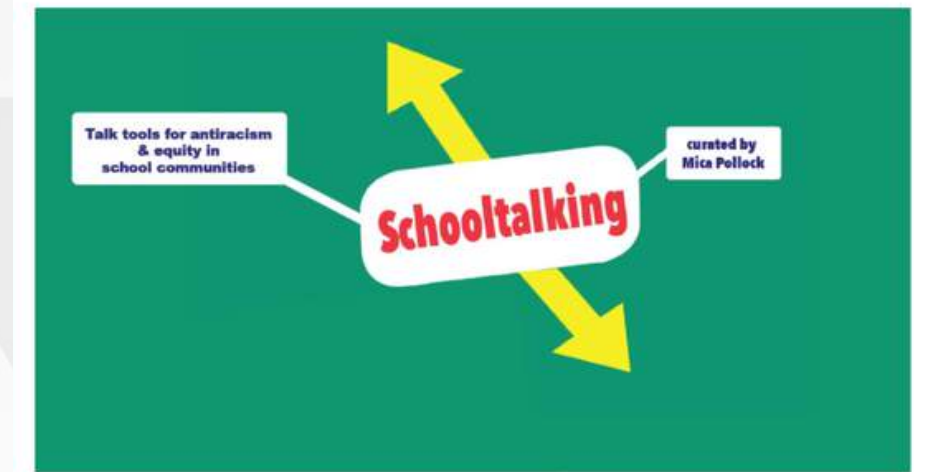 Talk tools for antiracism
& equity in
school communities
Schooltalking
curated by
Mica Pollock